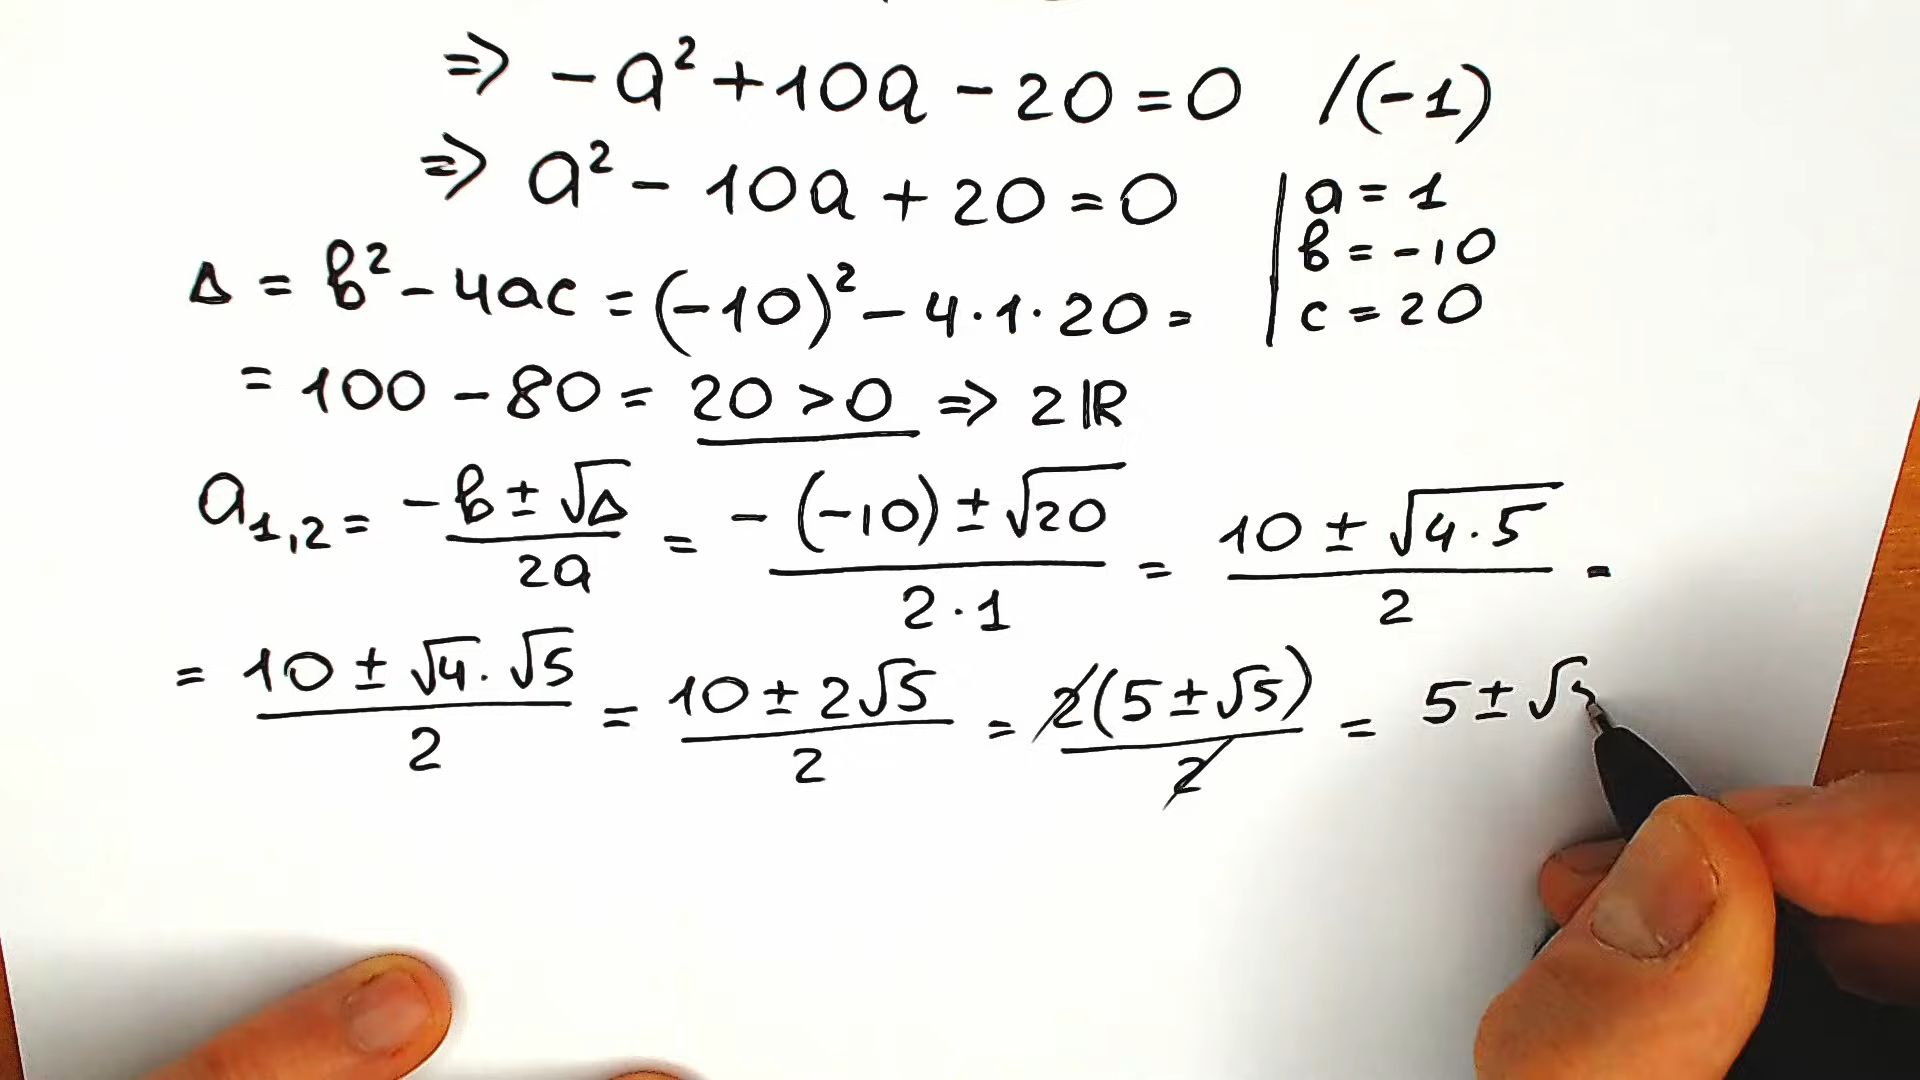 => -a² + 10a - 20 = 0 /(-1)
=> a² - 10a + 20 = 0 | a = 1
b = -10
Δ = b² - 4ac = (-10)² - 4·1·20 = | c = 20
= 100 - 80 = 20 > 0 => 2 ℝ
a₁,₂ = (-b ± √Δ)/(2a) = (-(-10) ± √20)/(2·1) = (10 ± √(4·5))/2 =
= (10 ± √4·√5)/2 = (10 ± 2√5)/2 = 2(5 ± √5)/2 = 5 ± √